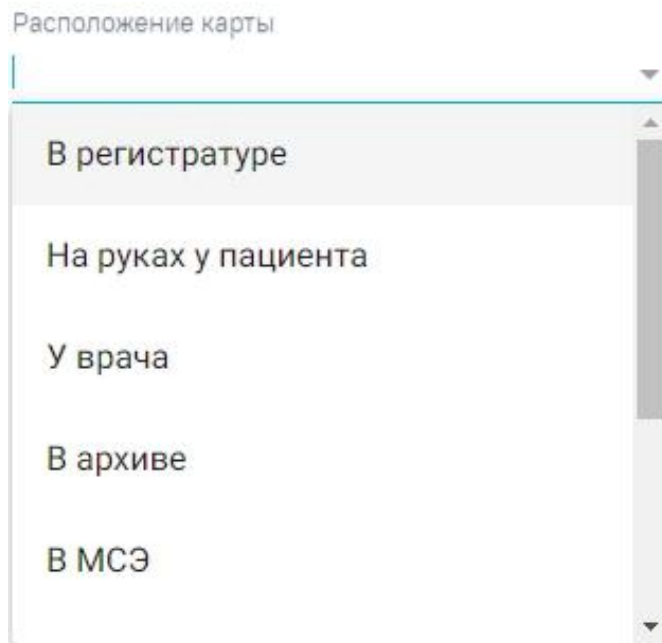 Расположение карты
В регистратуре
На руках у пациента
У врача
В архиве
В МСЭ